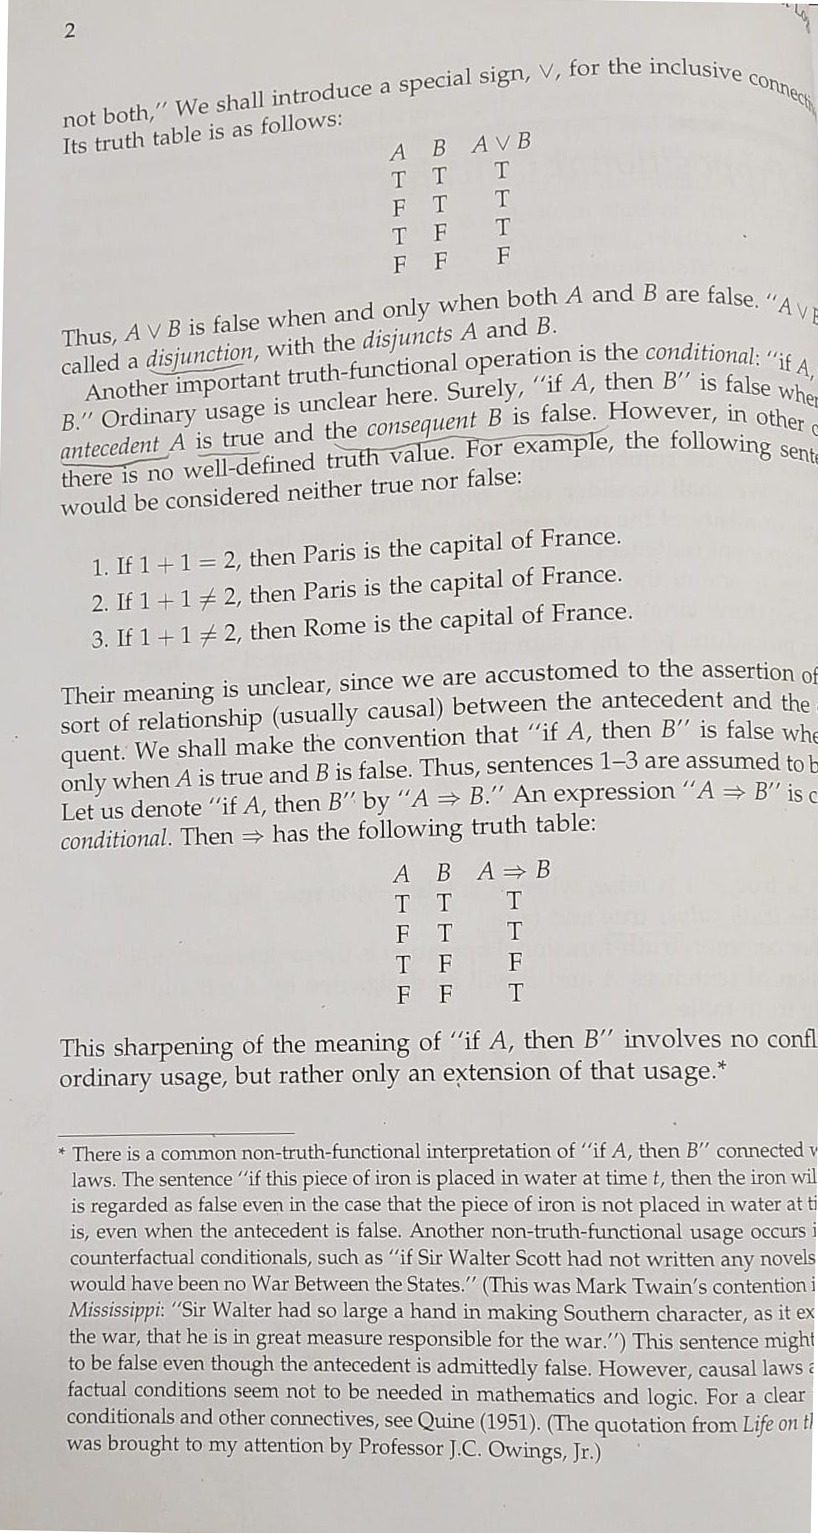 2
not both,” We shall introduce a special sign, ∨, for the inclusive
Its truth table is as follows:
A B A ∨ B
T T T
F T T
T F T
F F F
Thus, A ∨ B is false when and only when both A and B are false. “A ∨
called a disjunction, with the disjuncts A and B.
Another important truth-functional operation is the conditional: “if A,
B.” Ordinary usage is unclear here. Surely, “if A, then B” is false
antecedent A is true and the consequent B is false. However, in other
there is no well-defined truth value. For example, the following
would be considered neither true nor false:
1. If 1 + 1 = 2, then Paris is the capital of France.
2. If 1 + 1 ≠ 2, then Paris is the capital of France.
3. If 1 + 1 ≠ 2, then Rome is the capital of France.
Their meaning is unclear, since we are accustomed to the assertion of
sort of relationship (usually causal) between the antecedent and the
quent. We shall make the convention that “if A, then B” is false
only when A is true and B is false. Thus, sentences 1–3 are assumed to
Let us denote “if A, then B” by “A ⇒ B.” An expression “A ⇒ B” is
conditional. Then ⇒ has the following truth table:
A B A ⇒ B
T T T
F T T
T F F
F F T
This sharpening of the meaning of “if A, then B” involves no
ordinary usage, but rather only an extension of that usage.*
* There is a common non-truth-functional interpretation of “if A, then B” connected
laws. The sentence “if this piece of iron is placed in water at time t, then the iron
is regarded as false even in the case that the piece of iron is not placed in water at
is, even when the antecedent is false. Another non-truth-functional usage occurs
counterfactual conditionals, such as “if Sir Walter Scott had not written any novels
would have been no War Between the States.” (This was Mark Twain’s contention
Mississippi: “Sir Walter had so large a hand in making Southern character, as it
the war, that he is in great measure responsible for the war.”) This sentence might
to be false even though the antecedent is admittedly false. However, causal laws
factual conditions seem not to be needed in mathematics and logic. For a clear
conditionals and other connectives, see Quine (1951). (The quotation from Life on
was brought to my attention by Professor J.C. Owings, Jr.)